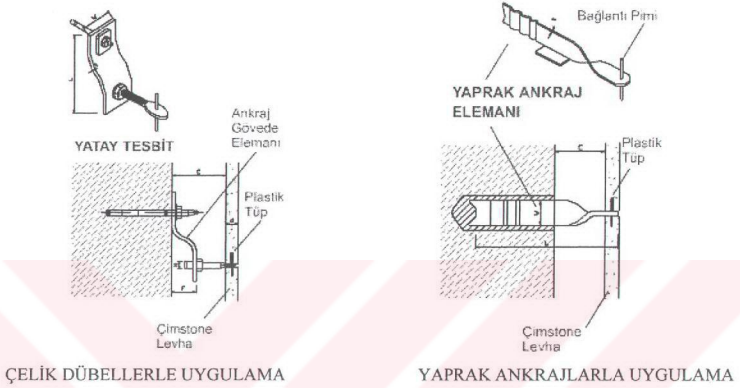 YATAY TESBİT
Ankraj
Gövede
Elemanı
Plastik
Tüp
Çimstone
Levha
ÇELİK DÜBELLERLE UYGULAMA
Bağlantı Pimi
YAPRAK ANKRAJ
ELEMANI
Plastik
Tüp
Çimstone
Levha
YAPRAK ANKRAJLARLA UYGULAMA